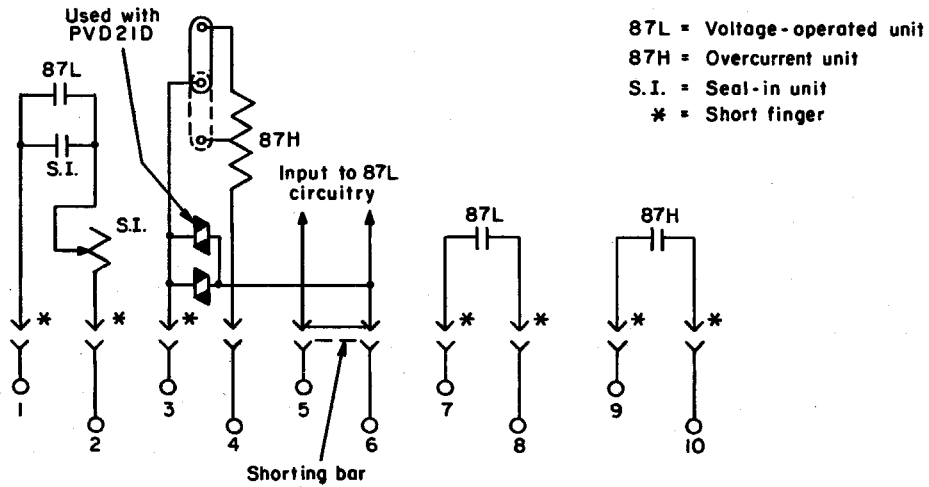 Used with
PVD21D
87L
S.I.
S.I.
87H
Input to 87L
circuitry
87L
87H
87L = Voltage-operated unit
87H = Overcurrent unit
S.I. = Seal-in unit
* = Short finger
* * * * * * *
1 2 3 4 5 6 7 8 9 10
Shorting bar